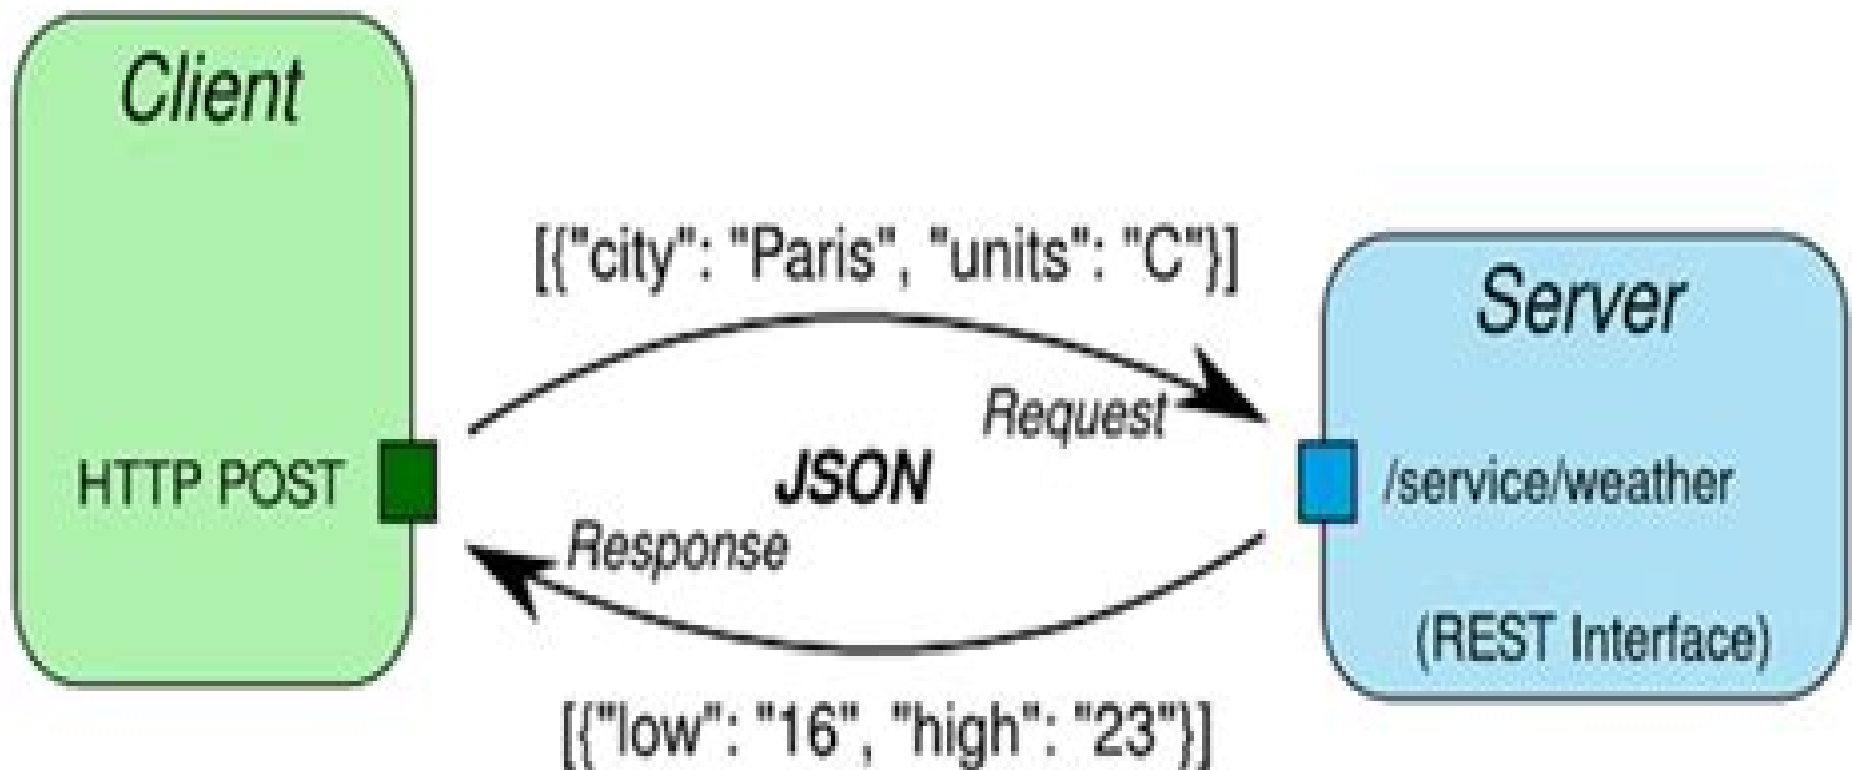 Client
HTTP POST
[{"city": "Paris", "units": "C"}]
Request
JSON
Response
[{"low": "16", "high": "23"}]
Server
/service/weather
(REST Interface)